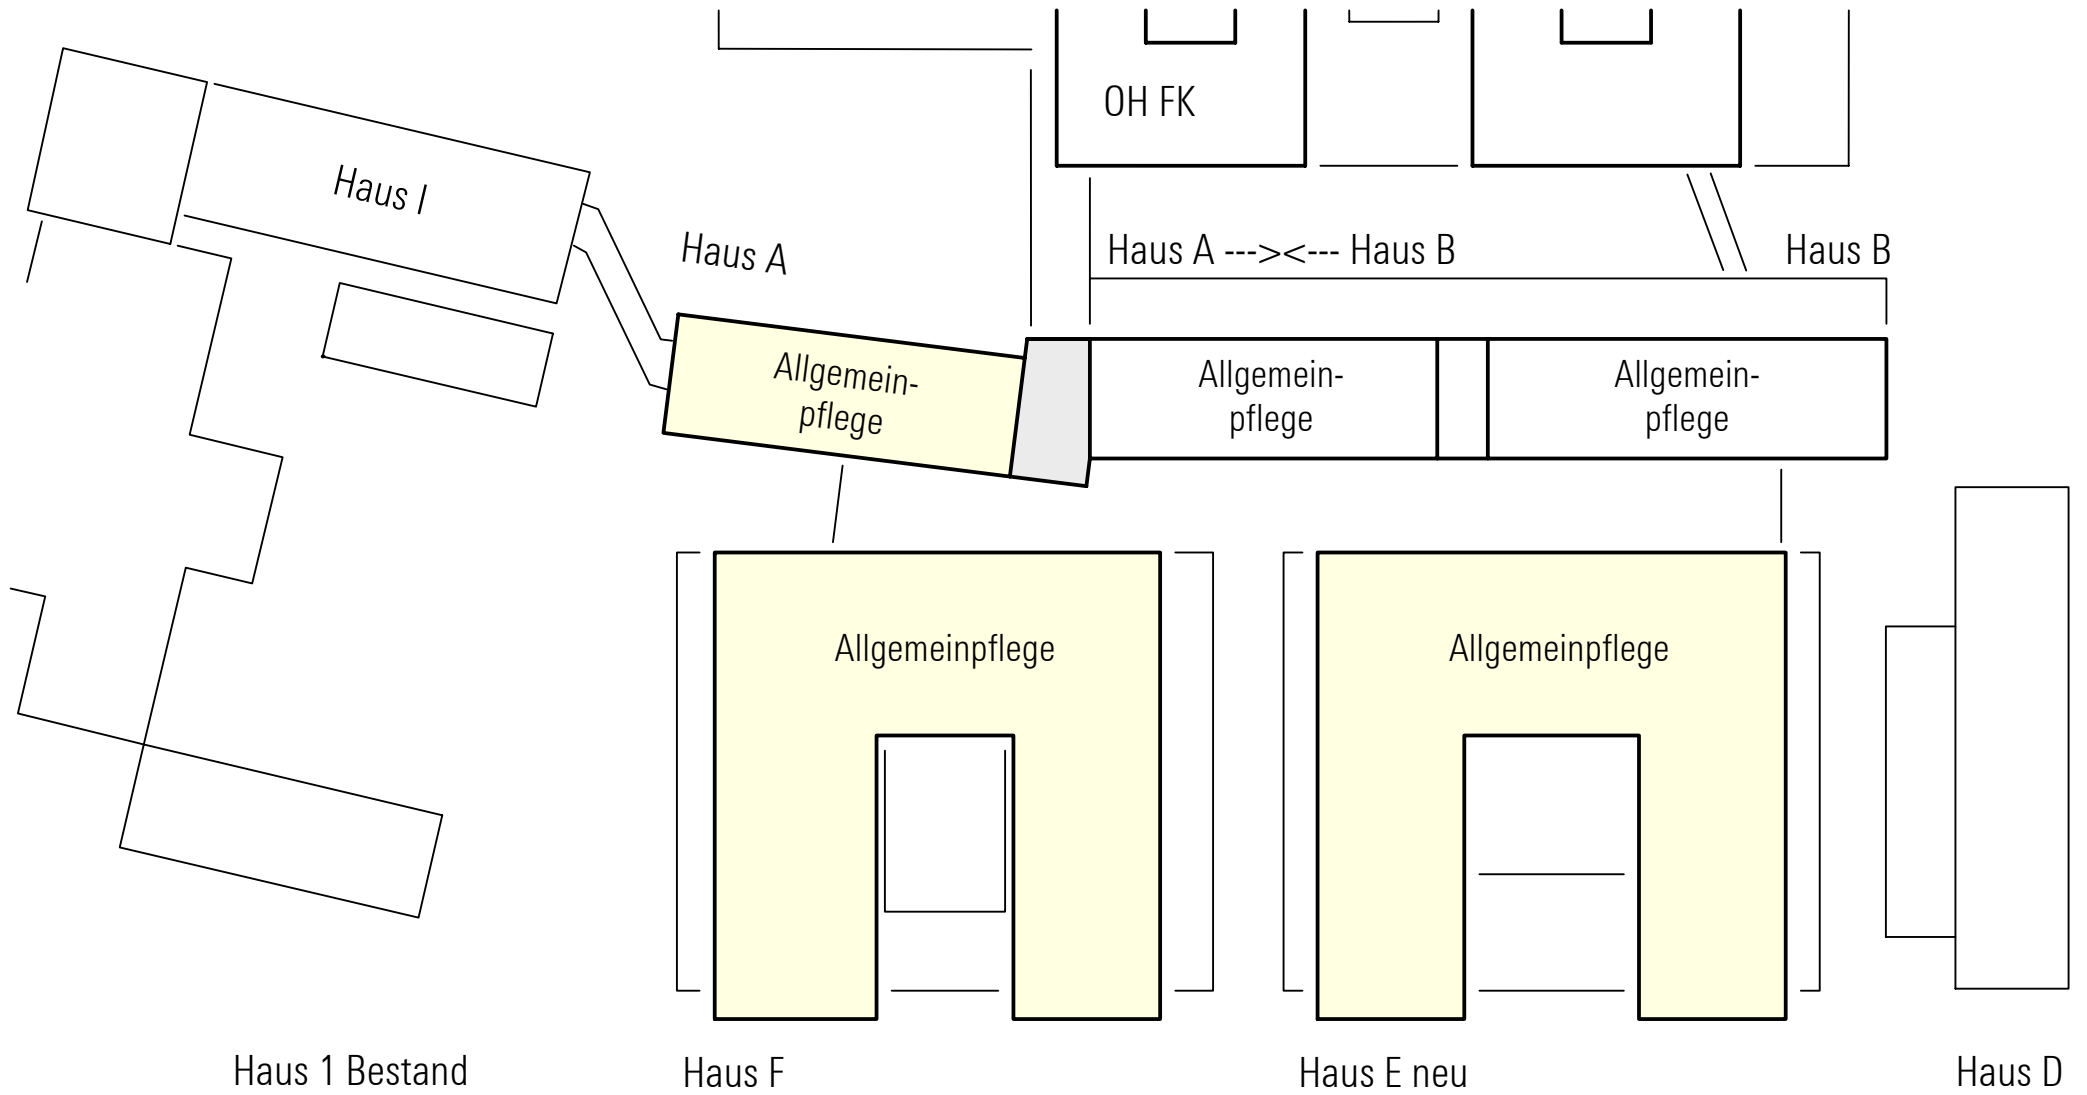 OH FK
Haus I
Haus A
Haus A ---><--- Haus B
Haus B
Allgemein-
pflege
Allgemein-
pflege
Allgemein-
pflege
Allgemeinpflege
Allgemeinpflege
Haus 1 Bestand
Haus F
Haus E neu
Haus D